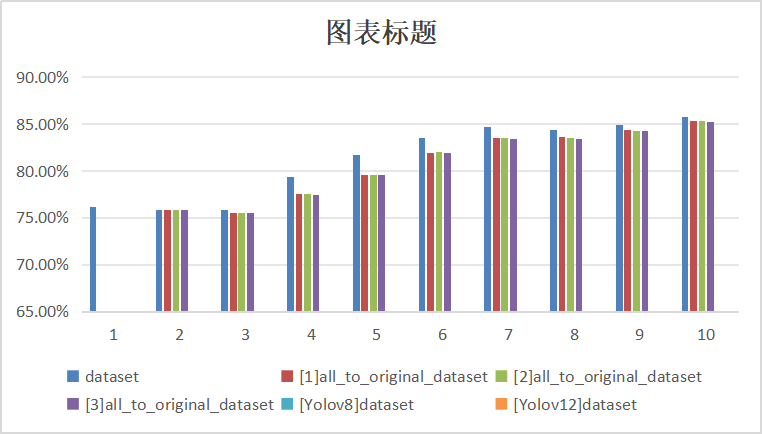 图表标题
90.00%
85.00%
80.00%
75.00%
70.00%
65.00%
1 2 3 4 5 6 7 8 9 10
dataset [1]all_to_original_dataset [2]all_to_original_dataset
[3]all_to_original_dataset [Yolov8]dataset [Yolov12]dataset